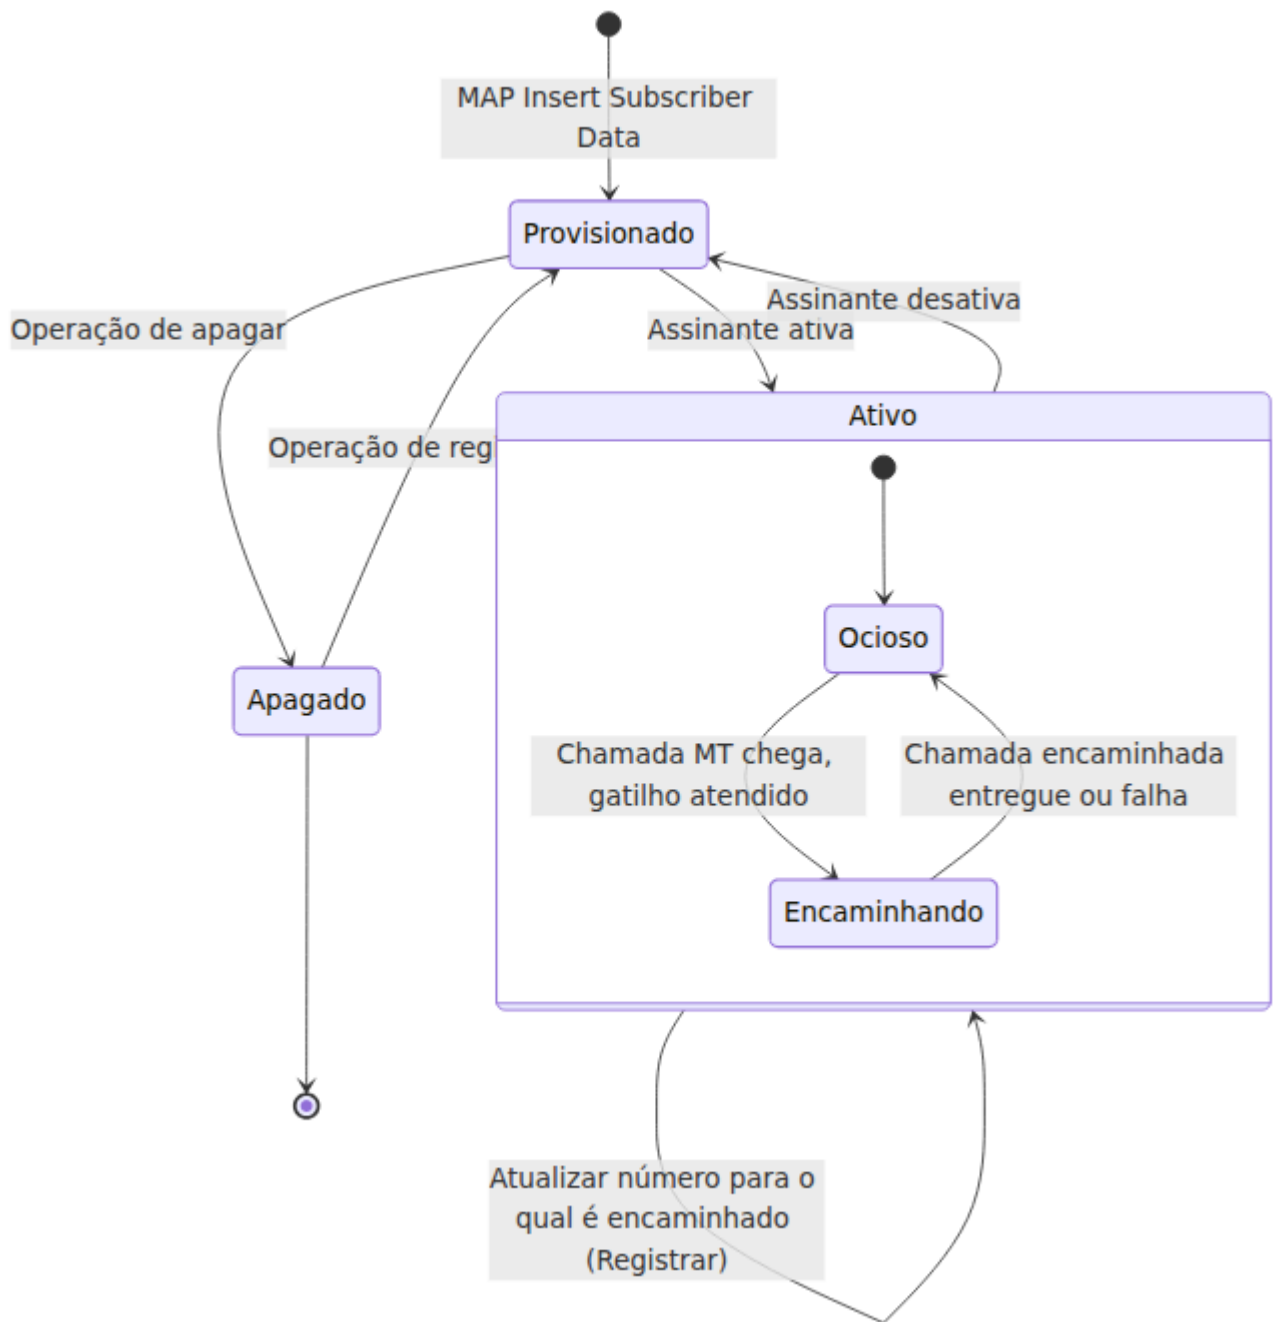 MAP Insert Subscriber
Data
Provisionado
Assinante desativa
Operação de apagar
Assinante ativa
Ativo
Operação de
Ocioso
Apagado
Chamada MT chega,
gatilho atendido
Chamada encaminhada
entregue ou falha
Encaminhando
Atualizar número para o
qual é encaminhado
(Registrar)